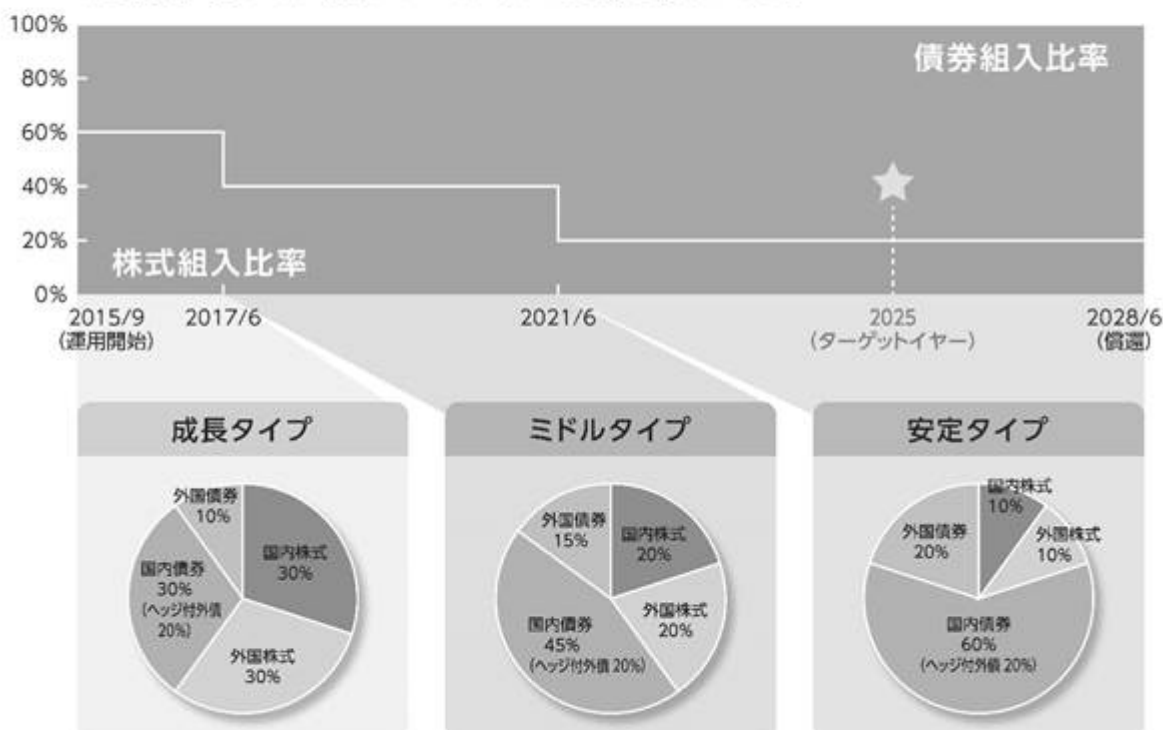 100%
80%
60%
40%
20%
0%
債券組入比率
株式組入比率
2015/9
(運用開始)
2017/6
2021/6
2025
(ターゲットイヤー)
2028/6
(償還)
成長タイプ
外国債券
10%
国内株式
30%
国内債券
30%
(ヘッジ付外債
20%)
外国株式
30%
ミドルタイプ
外国債券
15%
国内株式
20%
国内債券
45%
(ヘッジ付外債 20%)
外国株式
20%
安定タイプ
国内株式
10%
外国債券
20%
外国株式
10%
国内債券
60%
(ヘッジ付外債 20%)